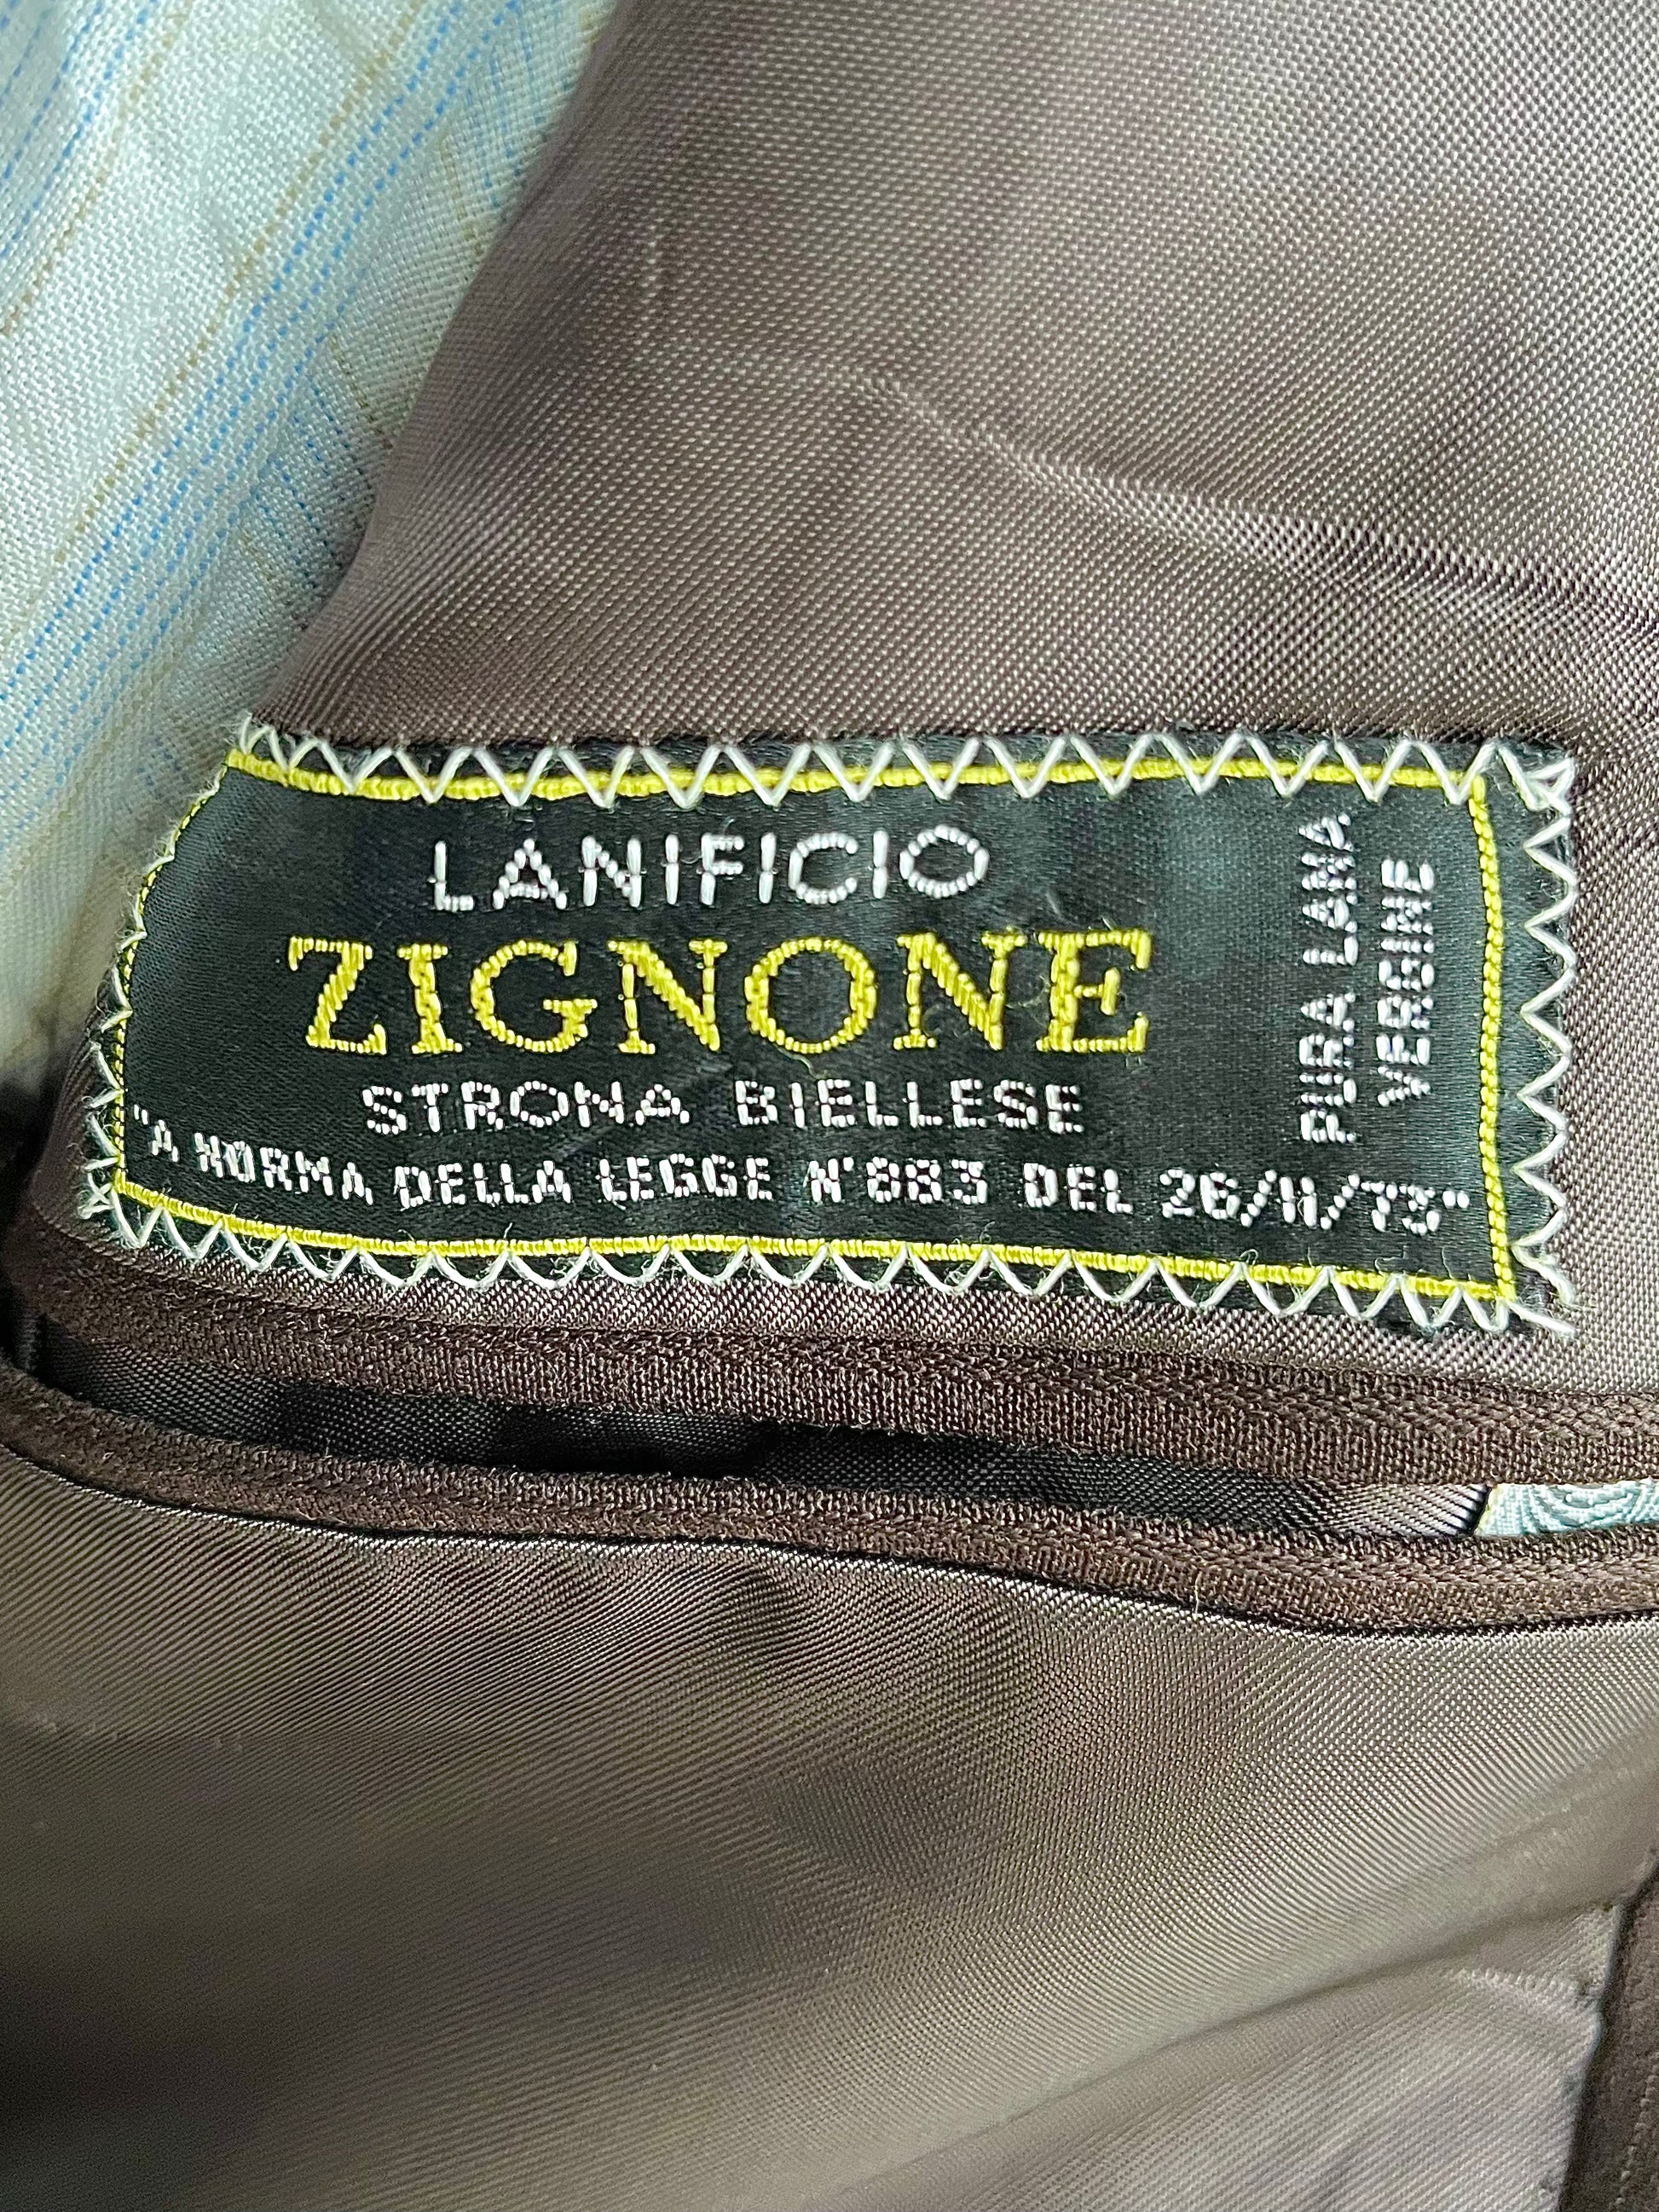 LANIFICIO
ZIGNONE
STRONA BIELLESE
"A NORMA DELLA LEGGE N°883 DEL 26/11/73"
PURA LANA
VERGINE